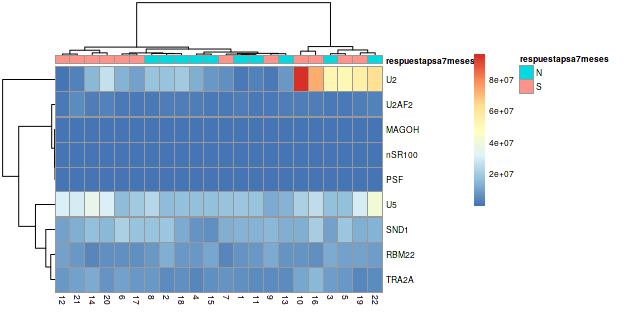 respuestapsa7meses
U2
U2AF2
MAGOH
nSR100
PSF
U5
SND1
RBM22
TRA2A
12 21 14 20 6 17 8 2 18 4 15 7 1 11 9 13 10 16 3 5 19 22
8e+07
6e+07
4e+07
2e+07
respuestapsa7meses
N
S